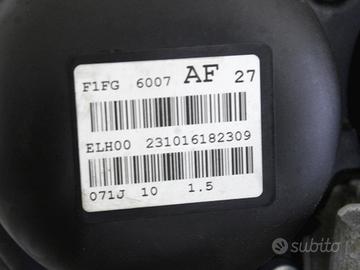 F1FG 6007 AF 27
ELH00 231016182309
071J 10 1.5
subito